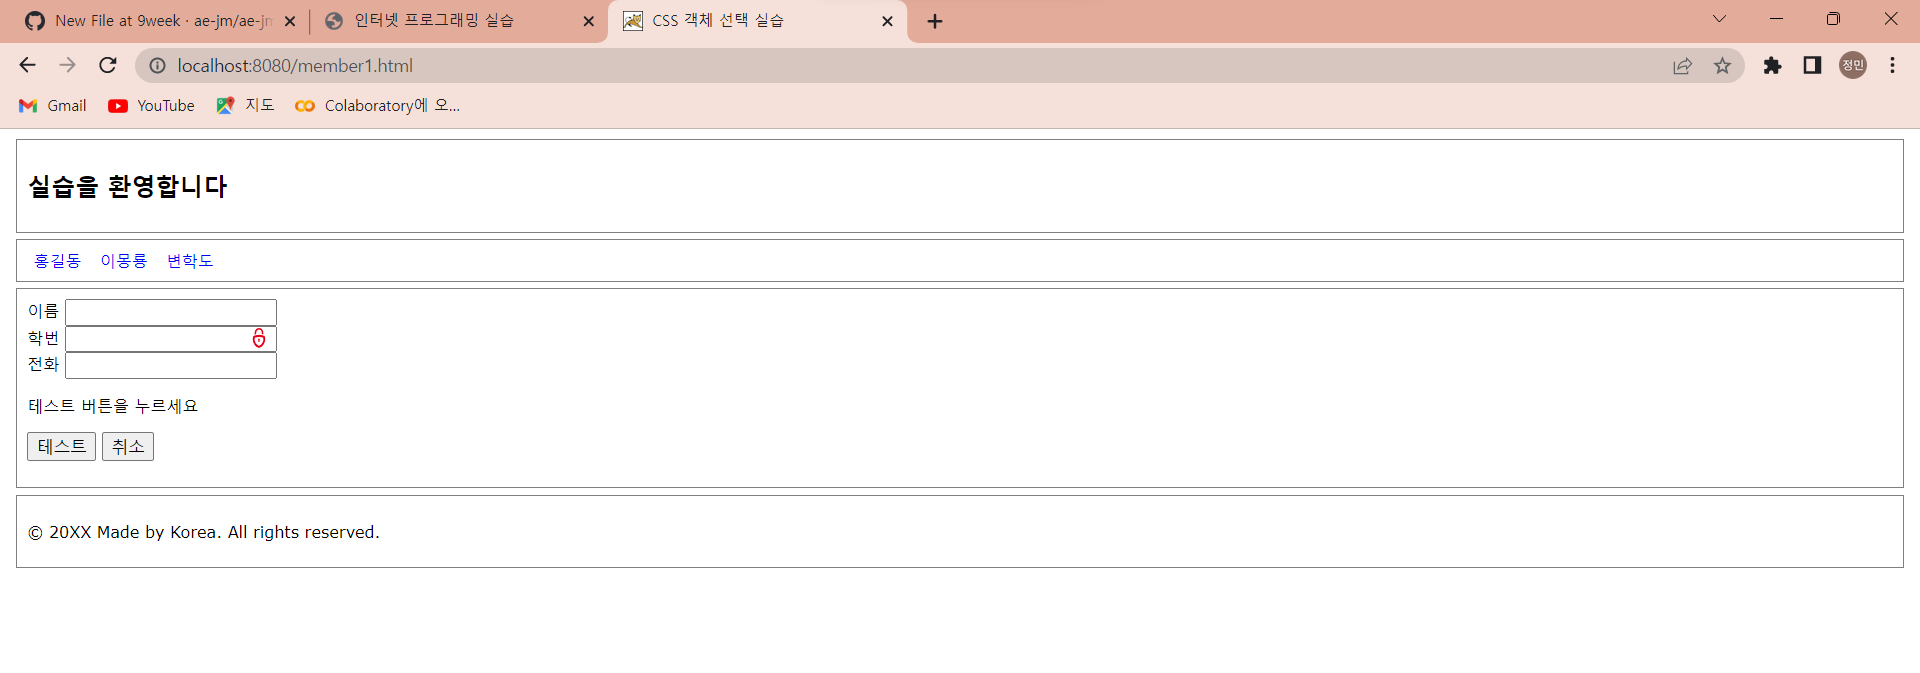 New File at 9week · ae-jm/ae-jm
인터넷 프로그래밍 실습
CSS 객체 선택 실습
localhost:8080/member1.html
정민
Gmail
YouTube
지도
Colaboratory에 오...
실습을 환영합니다
홍길동 이몽룡 변학도
이름
학번
전화
테스트 버튼을 누르세요
테스트 취소
© 20XX Made by Korea. All rights reserved.